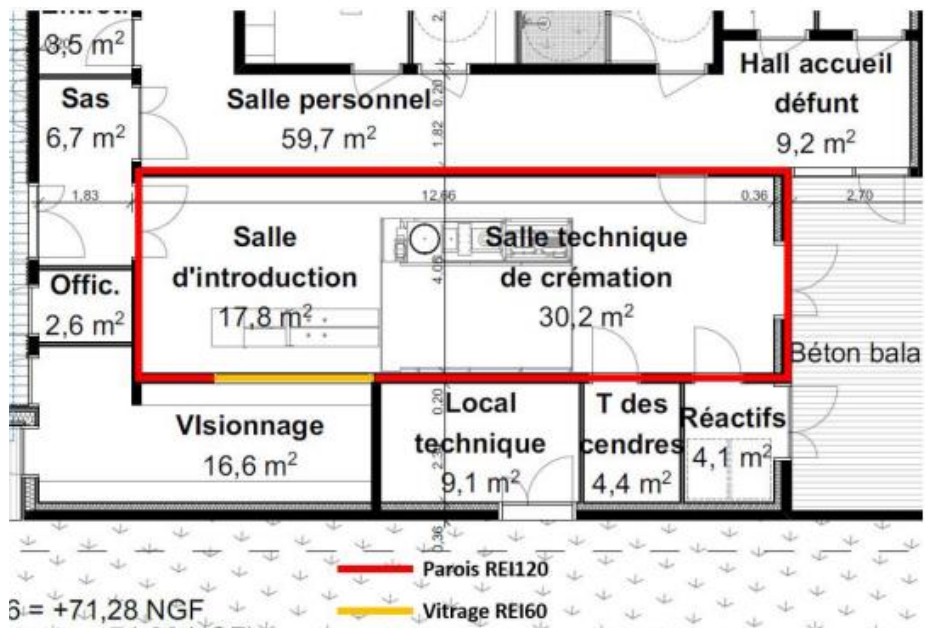 3,5 m²
Sas
6,7 m²
Salle personnel
59,7 m²
Hall accueil
défunt
9,2 m²
2.
0.20
1.82
1.83
12,66
0.36
2,70
Salle
d'introduction
17,8 m²
4.05
Salle technique
de crémation
30,2 m²
Offic.
2,6 m²
Béton bala
VIsionnage
16,6 m²
0.20
Local
technique
9,1 m²
T des
cendres
4,4 m²
Réactifs
4,1 m²
0,36
Parois REI120
Vitrage REI60
6 = +71,28 NGF